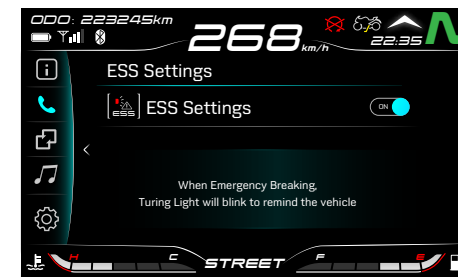 ODO: 223245km
268 km/h
22:35
N
ESS Settings
ESS
ESS Settings
ON
When Emergency Breaking,
Turing Light will blink to remind the vehicle
H C STREET F E